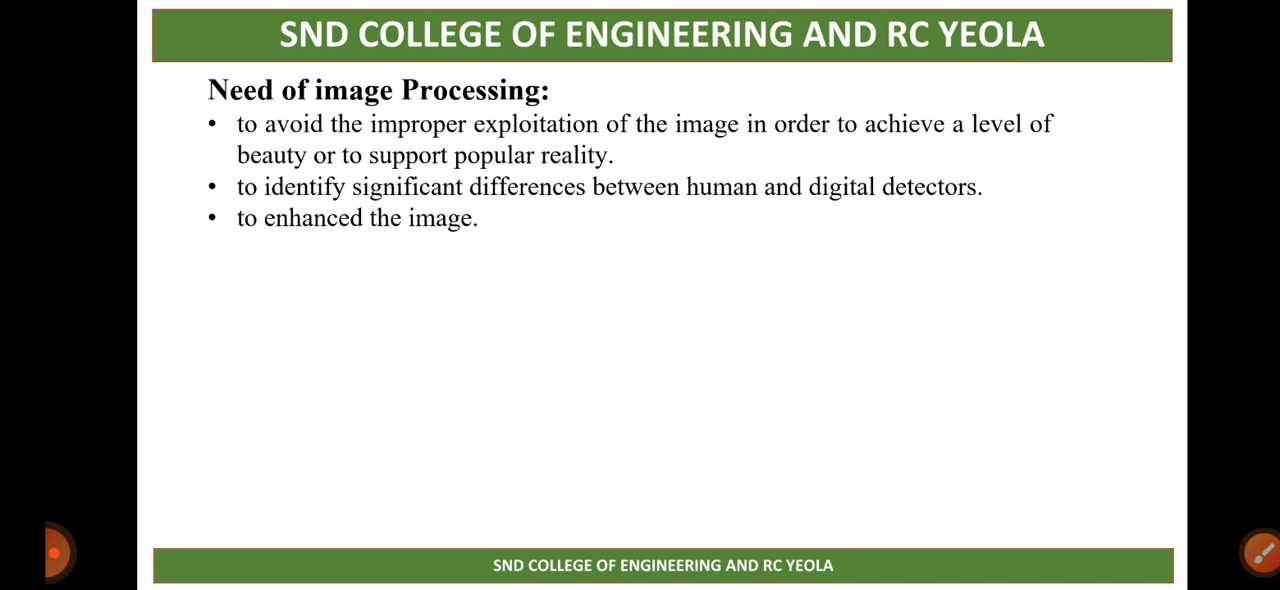 SND COLLEGE OF ENGINEERING AND RC YEOLA
Need of image Processing:
• to avoid the improper exploitation of the image in order to achieve a level of
beauty or to support popular reality.
• to identify significant differences between human and digital detectors.
• to enhanced the image.
SND COLLEGE OF ENGINEERING AND RC YEOLA